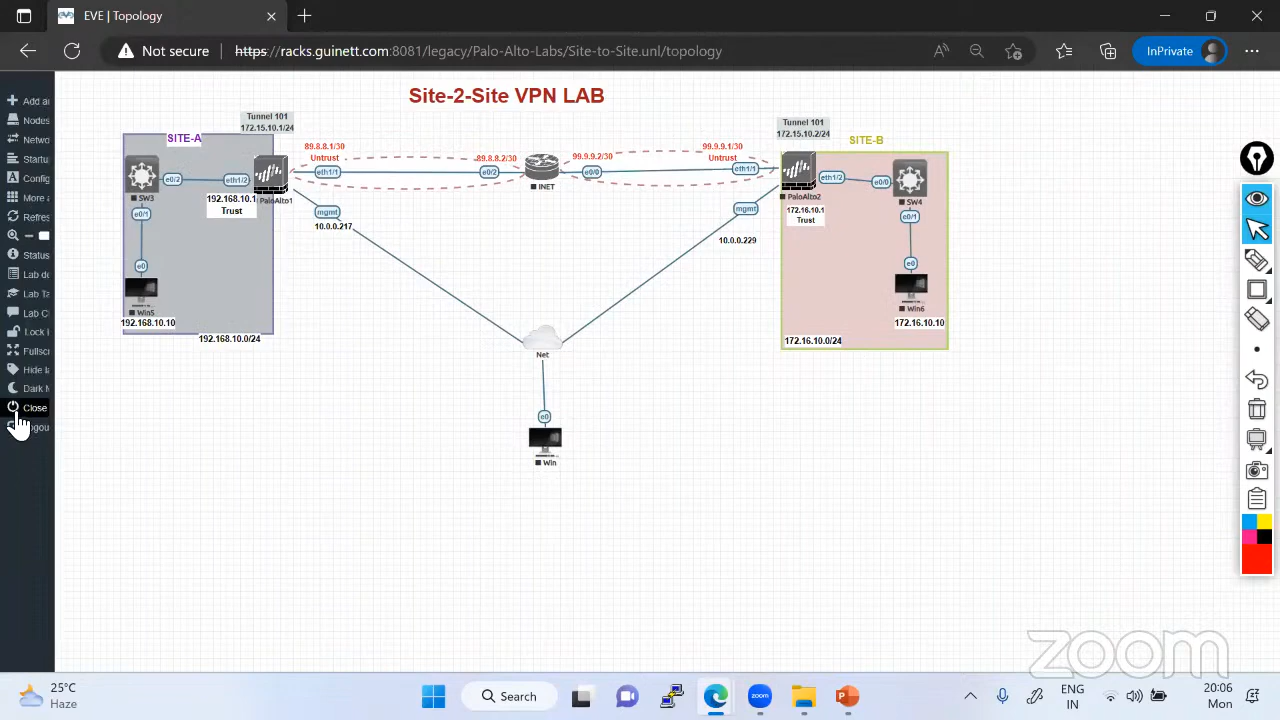 EVE | Topology
Not secure
https://racks.guinett.com:8081/legacy/Palo-Alto-Labs/Site-to-Site.unl/topology
InPrivate
Site-2-Site VPN LAB
Add an
Nodes
Netwo
Startu
Config
More a
Refres
Status
Lab de
Lab Ta
Lab C
Lock l
Fullscr
Hide la
Dark M
Close
Logou
Tunnel 101
172.15.10.1/24
SITE-A
89.8.8.1/30
Untrust
89.8.8.2/30
99.9.9.2/30
99.9.9.1/30
Untrust
Tunnel 101
172.15.10.2/24
SITE-B
SW3
e0/2
eth1/2
PaloAlto1
eth1/1
e0/2
INET
e0/0
eth1/1
PaloAlto2
eth1/2
e0/0
SW4
192.168.10.1
Trust
e0/1
mgmt
10.0.0.217
mgmt
10.0.0.229
172.16.10.1
Trust
e0/1
e0
Win5
192.168.10.10
192.168.10.0/24
e0
Win6
172.16.10.10
172.16.10.0/24
Net
e0
Win
zoom
25°C
Haze
Search
zoom
ENG
IN
20:06
Mon